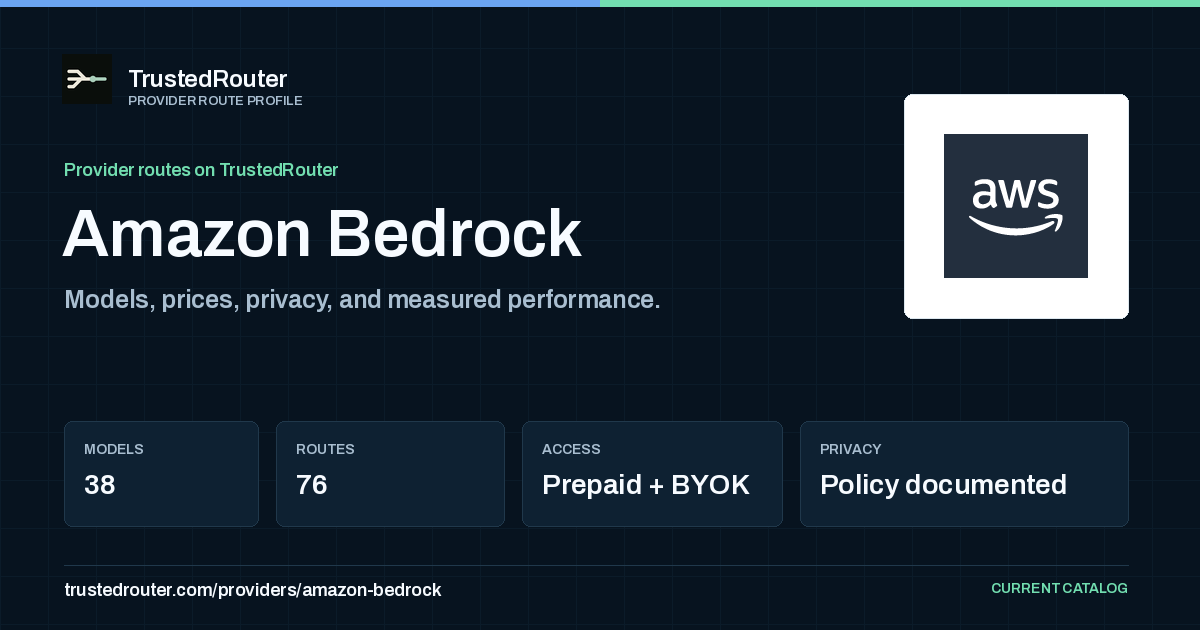 TrustedRouter
PROVIDER ROUTE PROFILE
Provider routes on TrustedRouter
Amazon Bedrock
Models, prices, privacy, and measured performance.
aws
MODELS
38
ROUTES
76
ACCESS
Prepaid + BYOK
PRIVACY
Policy documented
trustedrouter.com/providers/amazon-bedrock
CURRENT CATALOG